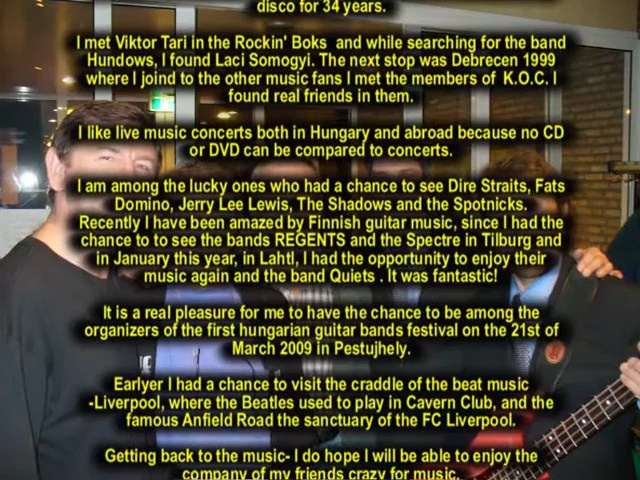 disco for 34 years.
I met Viktor Tari in the Rockin' Boks and while searching for the band
Hundows, I found Laci Somogyi. The next stop was Debrecen 1999
where I joind to the other music fans I met the members of K.O.C. I
found real friends in them.
I like live music concerts both in Hungary and abroad because no CD
or DVD can be compared to concerts.
I am among the lucky ones who had a chance to see Dire Straits, Fats
Domino, Jerry Lee Lewis, The Shadows and the Spotnicks.
Recently I have been amazed by Finnish guitar music, since I had the
chance to to see the bands REGENTS and the Spectre in Tilburg and
in January this year, in Lahtl, I had the opportunity to enjoy their
music again and the band Quiets . It was fantastic!
It is a real pleasure for me to have the chance to be among the
organizers of the first hungarian guitar bands festival on the 21st of
March 2009 in Pestujhely.
Earlyer I had a chance to visit the craddle of the beat music
-Liverpool, where the Beatles used to play in Cavern Club, and the
famous Anfield Road the sanctuary of the FC Liverpool.
Getting back to the music- I do hope I will be able to enjoy the
company of my friends crazy for music.